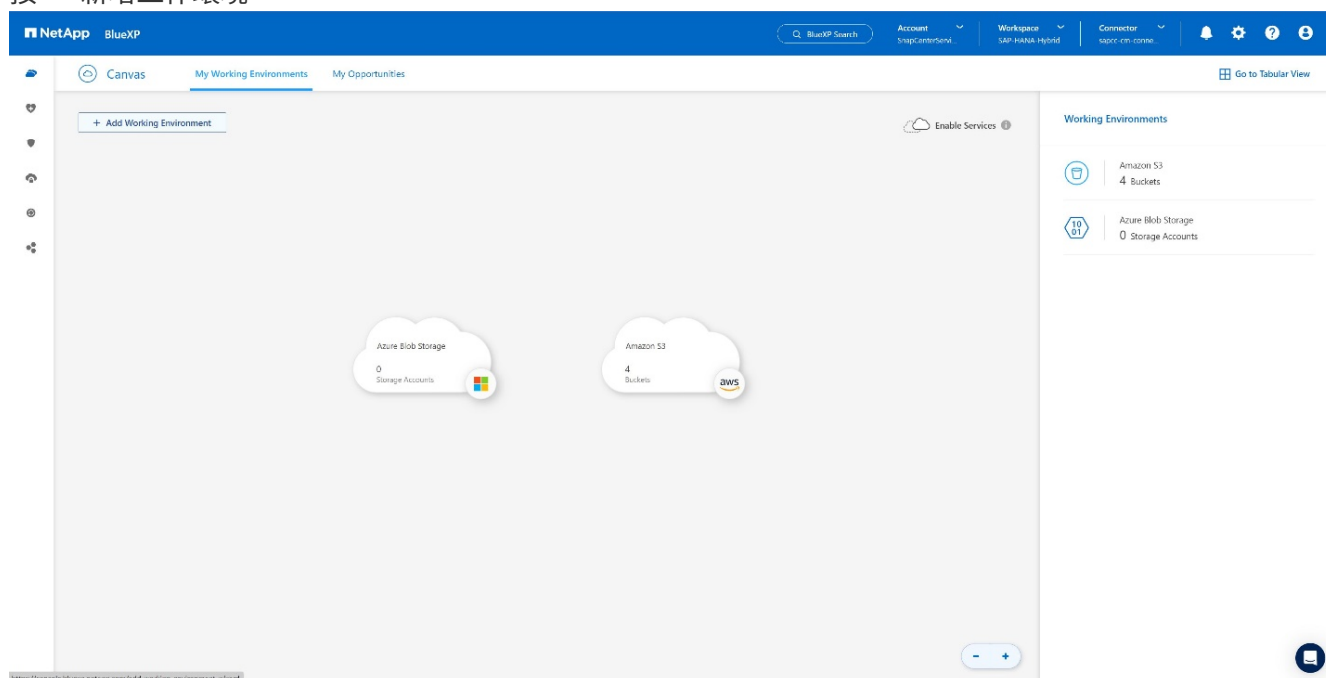 NetApp BlueXP
BlueXP Search
Account
SnapCenterServi...
Workspace
SAP-HANA-Hybrid
Connector
sapcc-cm-conne...
Canvas
My Working Environments
My Opportunities
Go to Tabular View
+ Add Working Environment
Enable Services
Working Environments
Amazon S3
4 Buckets
Azure Blob Storage
0 Storage Accounts
Azure Blob Storage
0
Storage Accounts
Amazon S3
4
Buckets
aws